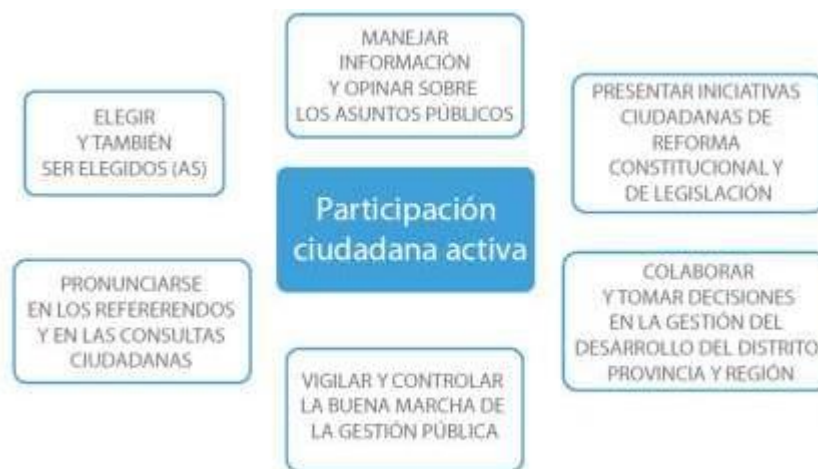 MANEJAR
INFORMACIÓN
Y OPINAR SOBRE
LOS ASUNTOS PÚBLICOS
ELEGIR
Y TAMBIÉN
SER ELEGIDOS (AS)
PRESENTAR INICIATIVAS
CIUDADANAS DE
REFORMA
CONSTITUCIONAL Y
DE LEGISLACIÓN
Participación
ciudadana activa
PRONUNCIARSE
EN LOS REFERERENDOS
Y EN LAS CONSULTAS
CIUDADANAS
COLABORAR
Y TOMAR DECISIONES
EN LA GESTIÓN DEL
DESARROLLO DEL DISTRITO
PROVINCIA Y REGIÓN
VIGILAR Y CONTROLAR
LA BUENA MARCHA DE
LA GESTIÓN PÚBLICA